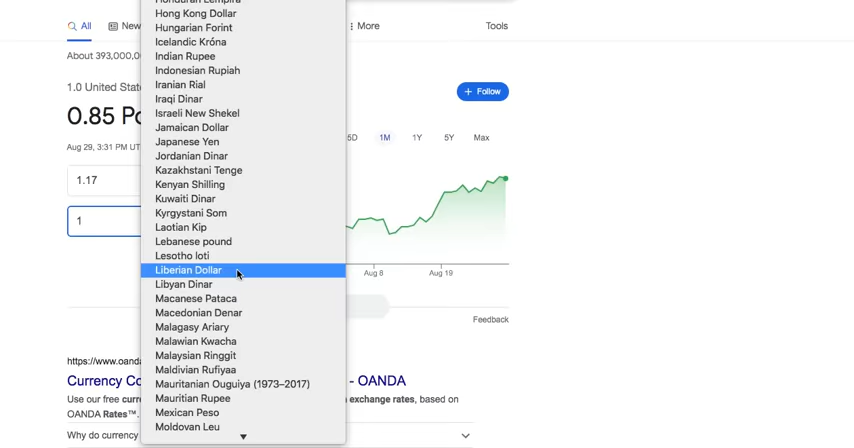 Honduran Lempira
Hong Kong Dollar
All
New
Hungarian Forint
More
Tools
Icelandic Króna
About 393,000,0
Indian Rupee
Indonesian Rupiah
1.0 United State
Iranian Rial
Follow
Iraqi Dinar
0.85 Po
Israeli New Shekel
Jamaican Dollar
5D 1M 1Y 5Y Max
Aug 29, 3:31 PM UT
Japanese Yen
Jordanian Dinar
Kazakhstani Tenge
1.17
Kenyan Shilling
Kuwaiti Dinar
Kyrgystani Som
1
Laotian Kip
Lebanese pound
Lesotho loti
Liberian Dollar
Aug 8 Aug 19
Libyan Dinar
Macanese Pataca
Macedonian Denar
Feedback
Malagasy Ariary
Malawian Kwacha
Malaysian Ringgit
https://www.oanda
Maldivian Rufiyaa
Currency Co - OANDA
Mauritanian Ouguiya (1973–2017)
Use our free curr exchange rates, based on
Mauritian Rupee
OANDA Rates™.
Mexican Peso
Moldovan Leu
Why do currency